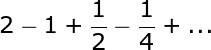 2 − 1 + 1/2 − 1/4 + ...